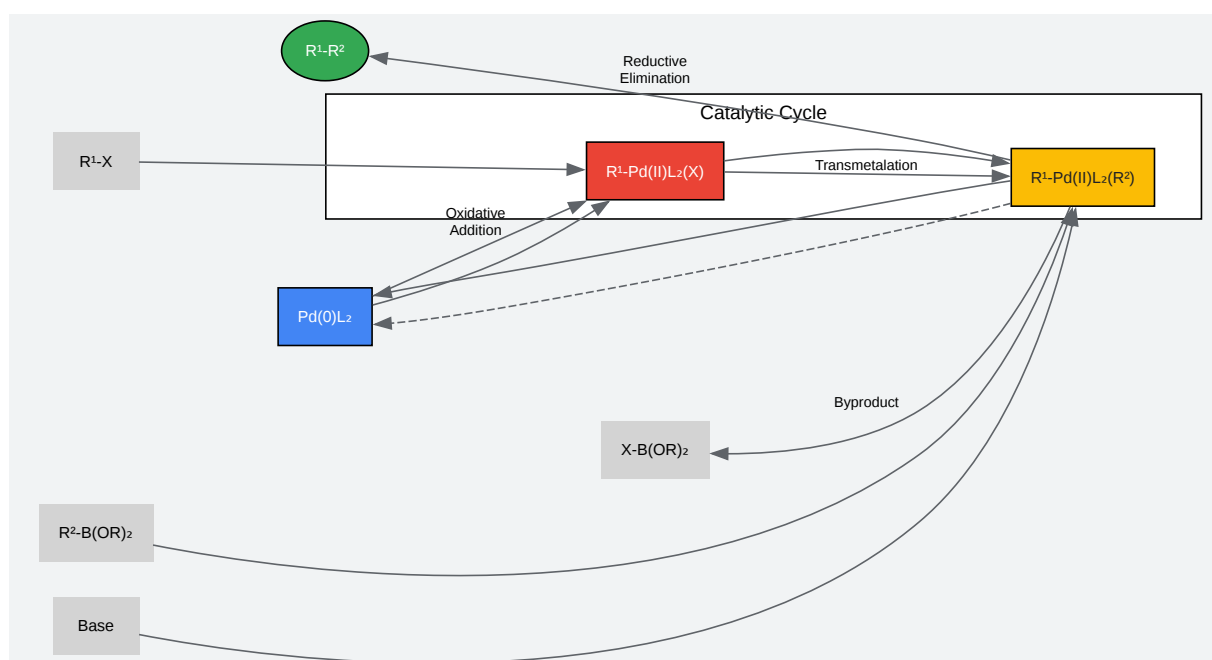 R¹-R²
Reductive
Elimination
Catalytic Cycle
R¹-X
R¹-Pd(II)L₂(X)
Transmetalation
R¹-Pd(II)L₂(R²)
Oxidative
Addition
Pd(0)L₂
Byproduct
X-B(OR)₂
R²-B(OR)₂
Base